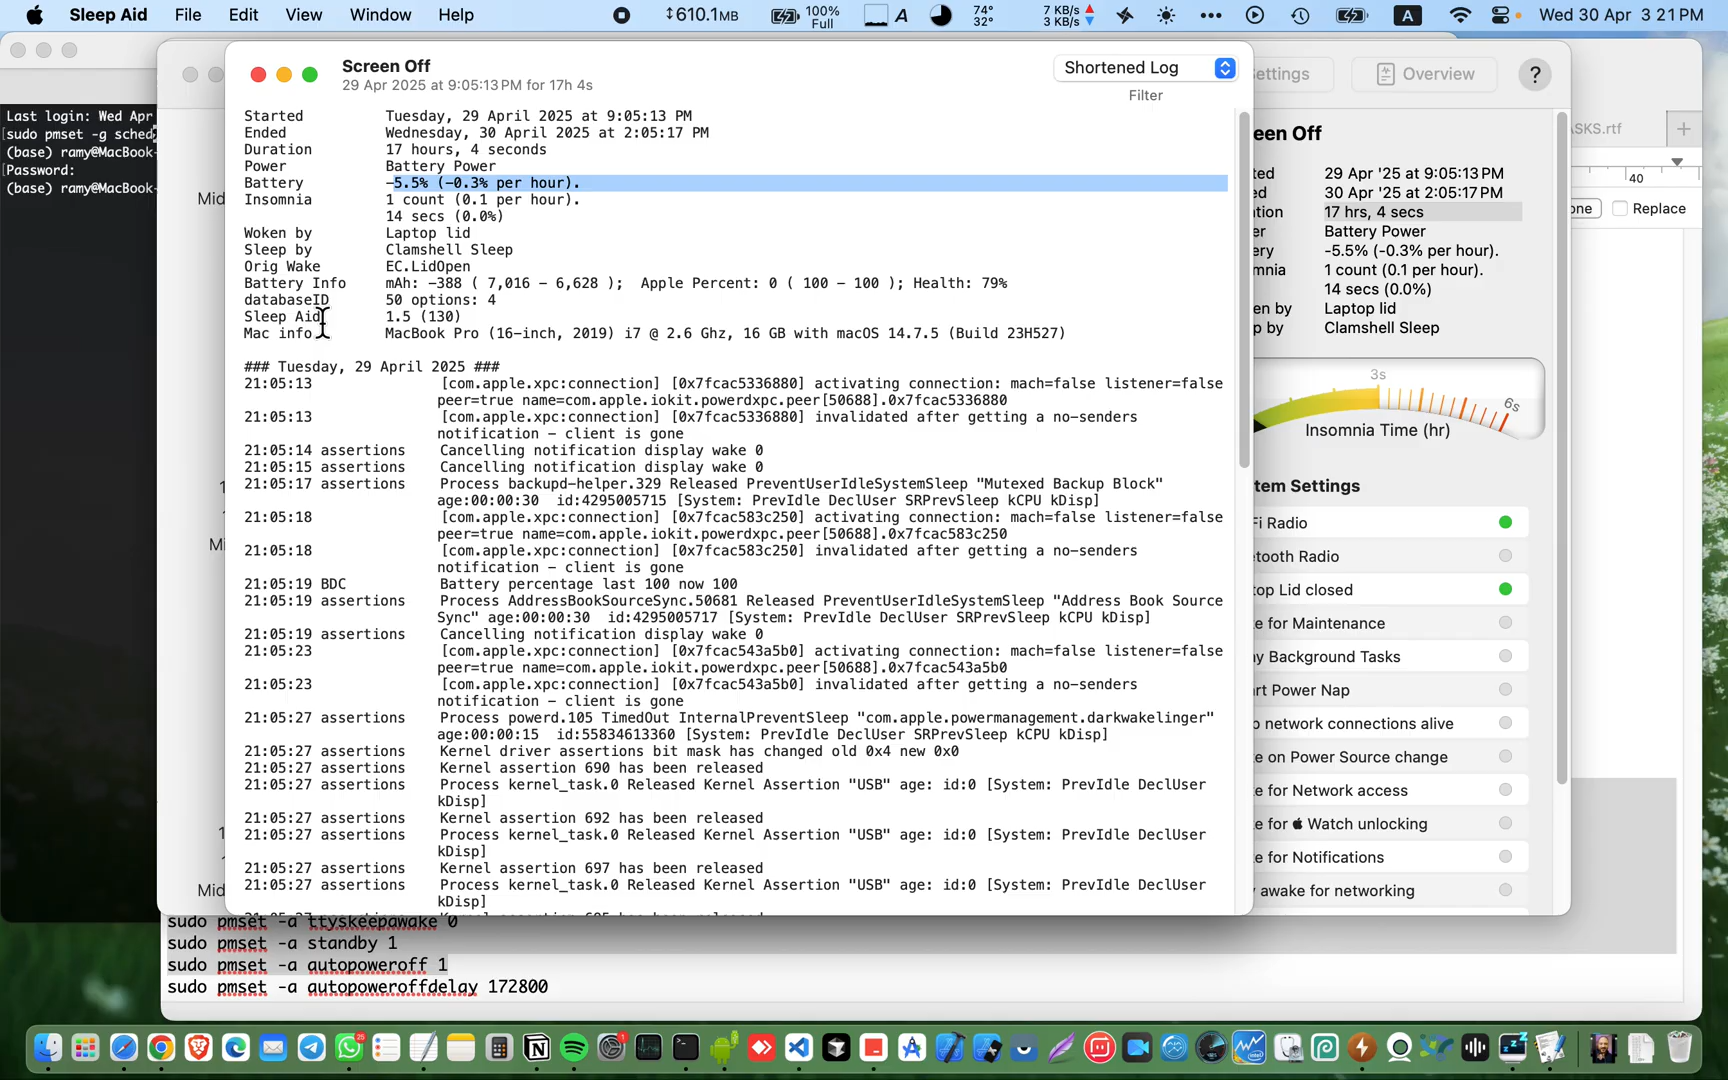 Sleep Aid File Edit View Window Help
610.1MB 100% Full A 74° 32° 7 KB/s 3 KB/s A Wed 30 Apr 3 21 PM
Screen Off
29 Apr 2025 at 9:05:13 PM for 17h 4s
Shortened Log
Filter
Started Tuesday, 29 April 2025 at 9:05:13 PM
Ended Wednesday, 30 April 2025 at 2:05:17 PM
Duration 17 hours, 4 seconds
Power Battery Power
Battery -5.5% (-0.3% per hour).
Insomnia 1 count (0.1 per hour).
14 secs (0.0%)
Woken by Laptop lid
Sleep by Clamshell Sleep
Orig Wake EC.LidOpen
Battery Info mAh: -388 ( 7,016 - 6,628 ); Apple Percent: 0 ( 100 - 100 ); Health: 79%
databaseID 50 options: 4
Sleep Aid 1.5 (130)
Mac info MacBook Pro (16-inch, 2019) i7 @ 2.6 Ghz, 16 GB with macOS 14.7.5 (Build 23H527)
### Tuesday, 29 April 2025 ###
21:05:13 [com.apple.xpc:connection] [0x7fcac5336880] activating connection: mach=false listener=false
peer=true name=com.apple.iokit.powerdxpc.peer[50688].0x7fcac5336880
21:05:13 [com.apple.xpc:connection] [0x7fcac5336880] invalidated after getting a no-senders
notification - client is gone
21:05:14 assertions Cancelling notification display wake 0
21:05:15 assertions Cancelling notification display wake 0
21:05:17 assertions Process backupd-helper.329 Released PreventUserIdleSystemSleep "Mutexed Backup Block"
age:00:00:30 id:4295005715 [System: PrevIdle DeclUser SRPrevSleep kCPU kDisp]
21:05:18 [com.apple.xpc:connection] [0x7fcac583c250] activating connection: mach=false listener=false
peer=true name=com.apple.iokit.powerdxpc.peer[50688].0x7fcac583c250
21:05:18 [com.apple.xpc:connection] [0x7fcac583c250] invalidated after getting a no-senders
notification - client is gone
21:05:19 BDC Battery percentage last 100 now 100
21:05:19 assertions Process AddressBookSourceSync.50681 Released PreventUserIdleSystemSleep "Address Book Source
Sync" age:00:00:30 id:4295005717 [System: PrevIdle DeclUser SRPrevSleep kCPU kDisp]
21:05:19 assertions Cancelling notification display wake 0
21:05:23 [com.apple.xpc:connection] [0x7fcac543a5b0] activating connection: mach=false listener=false
peer=true name=com.apple.iokit.powerdxpc.peer[50688].0x7fcac543a5b0
21:05:23 [com.apple.xpc:connection] [0x7fcac543a5b0] invalidated after getting a no-senders
notification - client is gone
21:05:27 assertions Process powerd.105 TimedOut InternalPreventSleep "com.apple.powermanagement.darkwakelinger"
age:00:00:15 id:55834613360 [System: PrevIdle DeclUser SRPrevSleep kCPU kDisp]
21:05:27 assertions Kernel driver assertions bit mask has changed old 0x4 new 0x0
21:05:27 assertions Kernel assertion 690 has been released
21:05:27 assertions Process kernel_task.0 Released Kernel Assertion "USB" age: id:0 [System: PrevIdle DeclUser
kDisp]
21:05:27 assertions Kernel assertion 692 has been released
21:05:27 assertions Process kernel_task.0 Released Kernel Assertion "USB" age: id:0 [System: PrevIdle DeclUser
kDisp]
21:05:27 assertions Kernel assertion 697 has been released
21:05:27 assertions Process kernel_task.0 Released Kernel Assertion "USB" age: id:0 [System: PrevIdle DeclUser
kDisp]
Last login: Wed Apr
[sudo pmset -g sched
(base) ramy@MacBook-
[Password:
(base) ramy@MacBook-
Mid
1
Mi
1
Mid
ettings Overview ?
een Off
ted 29 Apr '25 at 9:05:13 PM
ed 30 Apr '25 at 2:05:17 PM
tion 17 hrs, 4 secs
er Battery Power
ery -5.5% (-0.3% per hour).
mnia 1 count (0.1 per hour).
14 secs (0.0%)
en by Laptop lid
p by Clamshell Sleep
3s
6s
Insomnia Time (hr)
tem Settings
Fi Radio
tooth Radio
top Lid closed
e for Maintenance
ay Background Tasks
rt Power Nap
p network connections alive
e on Power Source change
e for Network access
e for Watch unlocking
e for Notifications
y awake for networking
SKS.rtf +
40
one Replace
sudo pmset -a ttyskeepawake 0
sudo pmset -a standby 1
sudo pmset -a autopoweroff 1
sudo pmset -a autopoweroffdelay 172800
25
1